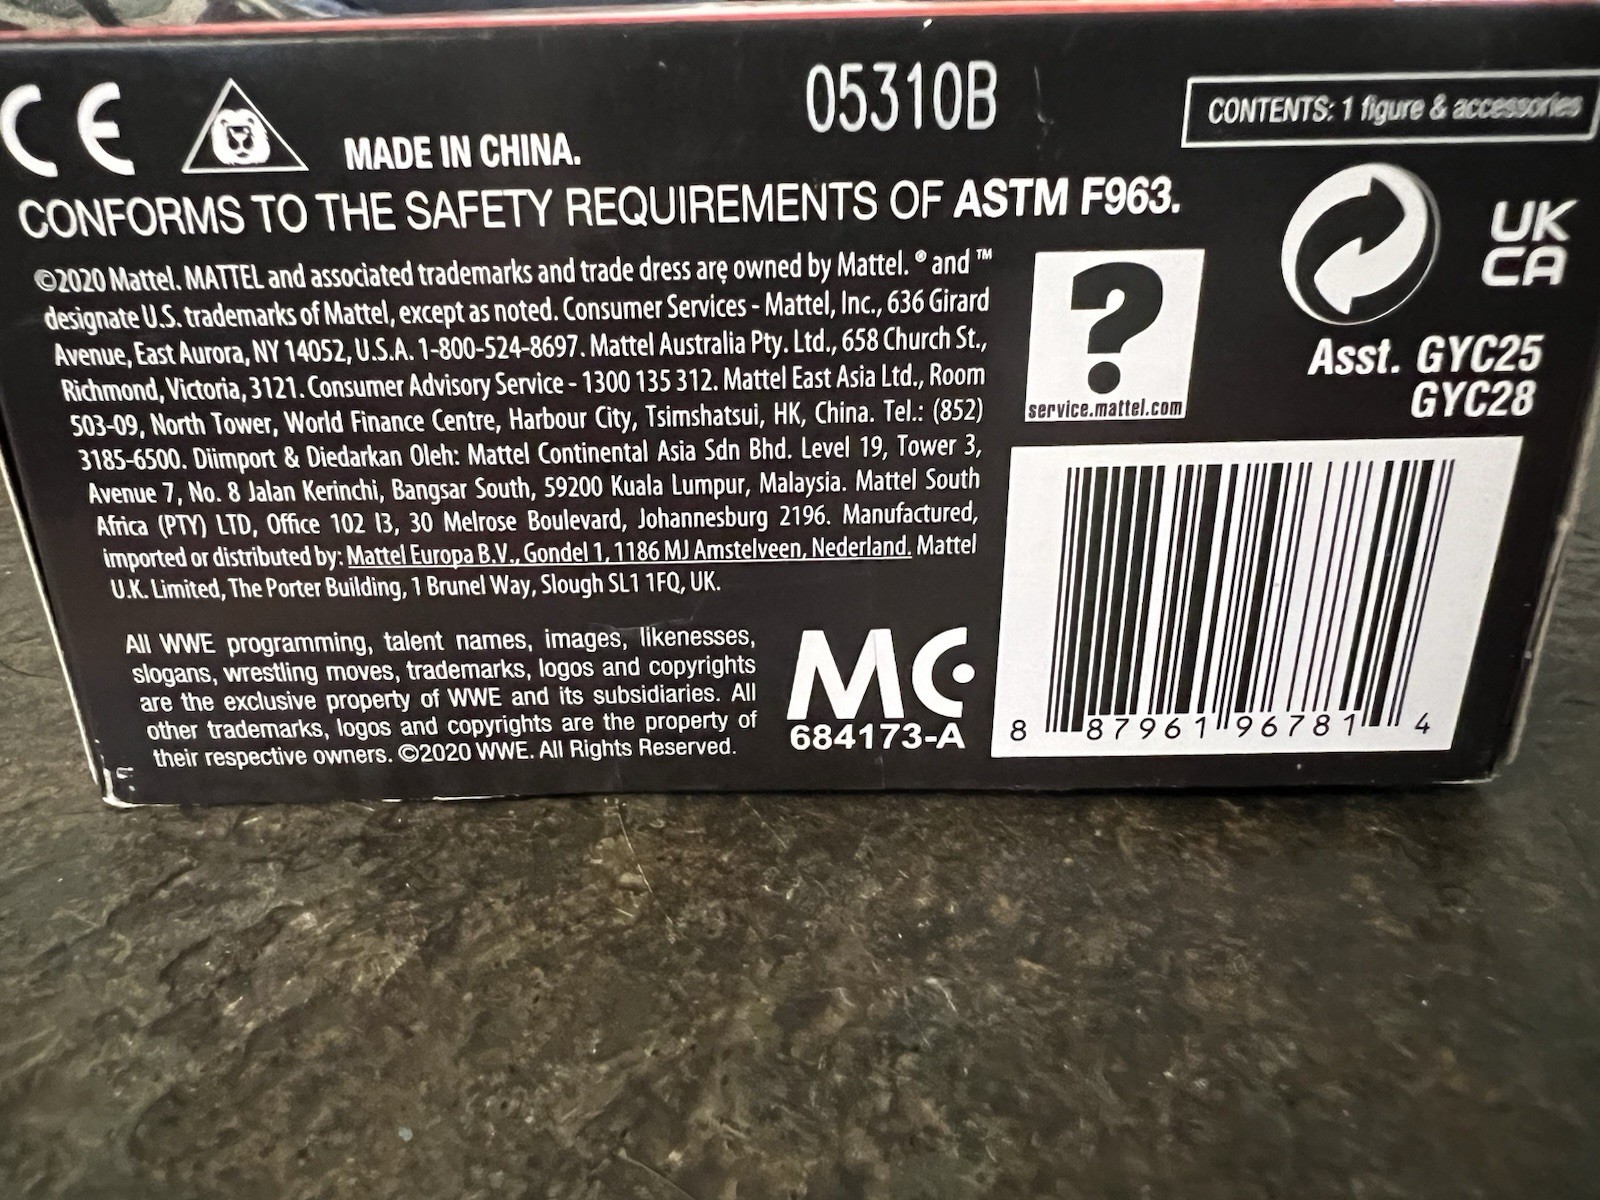 CE
MADE IN CHINA.
05310B
CONTENTS: 1 figure & accessories
CONFORMS TO THE SAFETY REQUIREMENTS OF ASTM F963.
©2020 Mattel. MATTEL and associated trademarks and trade dress are owned by Mattel. ® and ™
designate U.S. trademarks of Mattel, except as noted. Consumer Services - Mattel, Inc., 636 Girard
Avenue, East Aurora, NY 14052, U.S.A. 1-800-524-8697. Mattel Australia Pty. Ltd., 658 Church St.,
Richmond, Victoria, 3121. Consumer Advisory Service - 1300 135 312. Mattel East Asia Ltd., Room
503-09, North Tower, World Finance Centre, Harbour City, Tsimshatsui, HK, China. Tel.: (852)
3185-6500. Diimport & Diedarkan Oleh: Mattel Continental Asia Sdn Bhd. Level 19, Tower 3,
Avenue 7, No. 8 Jalan Kerinchi, Bangsar South, 59200 Kuala Lumpur, Malaysia. Mattel South
Africa (PTY) LTD, Office 102 I3, 30 Melrose Boulevard, Johannesburg 2196. Manufactured,
imported or distributed by: Mattel Europa B.V., Gondel 1, 1186 MJ Amstelveen, Nederland. Mattel
U.K. Limited, The Porter Building, 1 Brunel Way, Slough SL1 1FQ, UK.
All WWE programming, talent names, images, likenesses,
slogans, wrestling moves, trademarks, logos and copyrights
are the exclusive property of WWE and its subsidiaries. All
other trademarks, logos and copyrights are the property of
their respective owners. ©2020 WWE. All Rights Reserved.
MC
684173-A
?
service.mattel.com
UK
CA
Asst. GYC25
GYC28
8 87961 96781 4